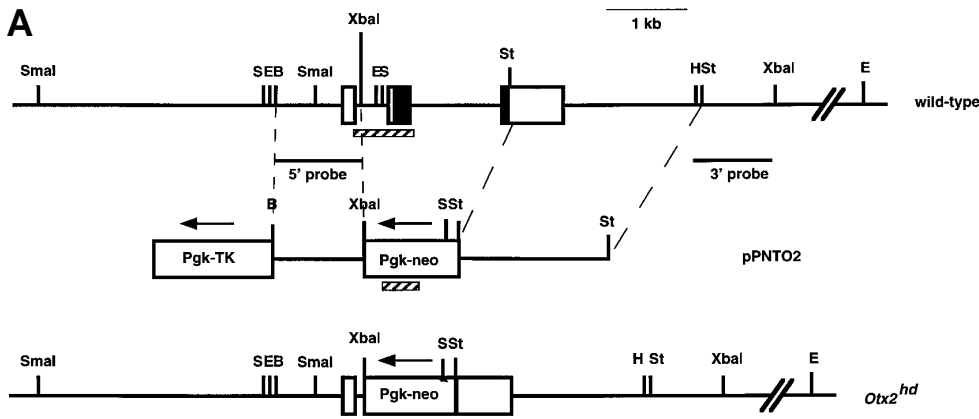 A
XbaI
1 kb
SmaI SEB SmaI ES St HSt XbaI E
wild-type
5' probe 3' probe
B XbaI SSt St
Pgk-TK Pgk-neo pPNTO2
XbaI
SmaI SEB SmaI SSt H St XbaI E
Pgk-neo Otx2hd